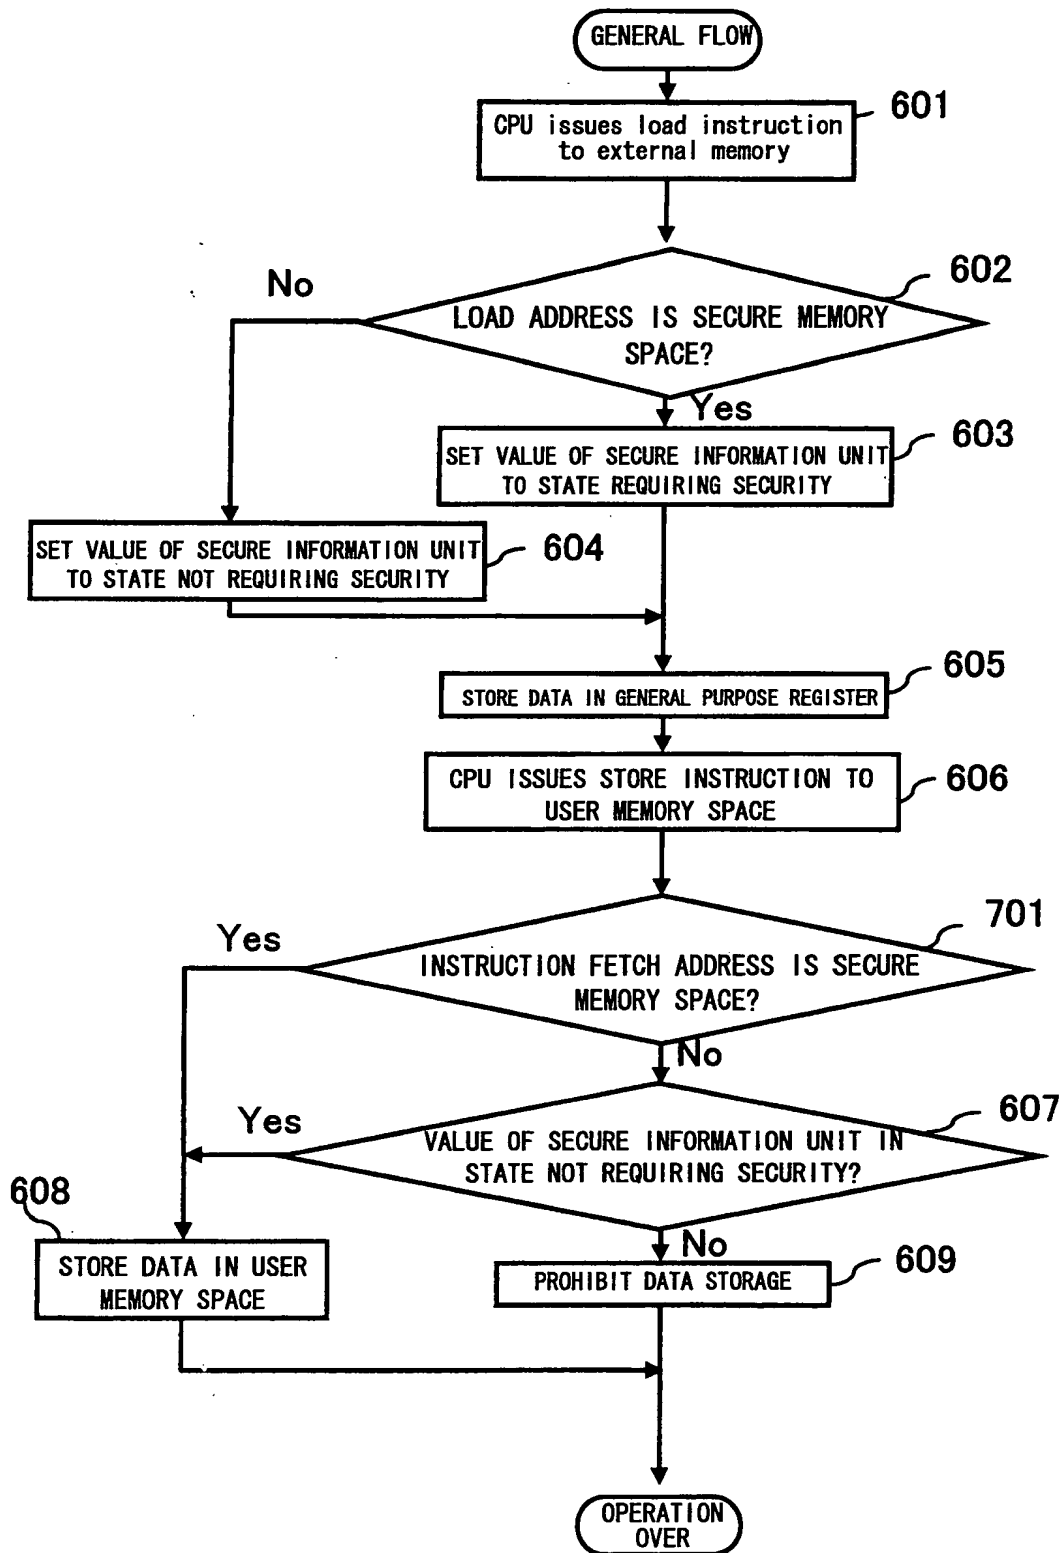 GENERAL FLOW
601
CPU issues load instruction
to external memory
602
No
LOAD ADDRESS IS SECURE MEMORY
SPACE?
Yes
603
SET VALUE OF SECURE INFORMATION UNIT
TO STATE REQUIRING SECURITY
SET VALUE OF SECURE INFORMATION UNIT
TO STATE NOT REQUIRING SECURITY
604
605
STORE DATA IN GENERAL PURPOSE REGISTER
CPU ISSUES STORE INSTRUCTION TO
USER MEMORY SPACE
606
701
Yes
INSTRUCTION FETCH ADDRESS IS SECURE
MEMORY SPACE?
No
607
Yes
VALUE OF SECURE INFORMATION UNIT IN
STATE NOT REQUIRING SECURITY?
608
No
STORE DATA IN USER
MEMORY SPACE
PROHIBIT DATA STORAGE
609
OPERATION
OVER